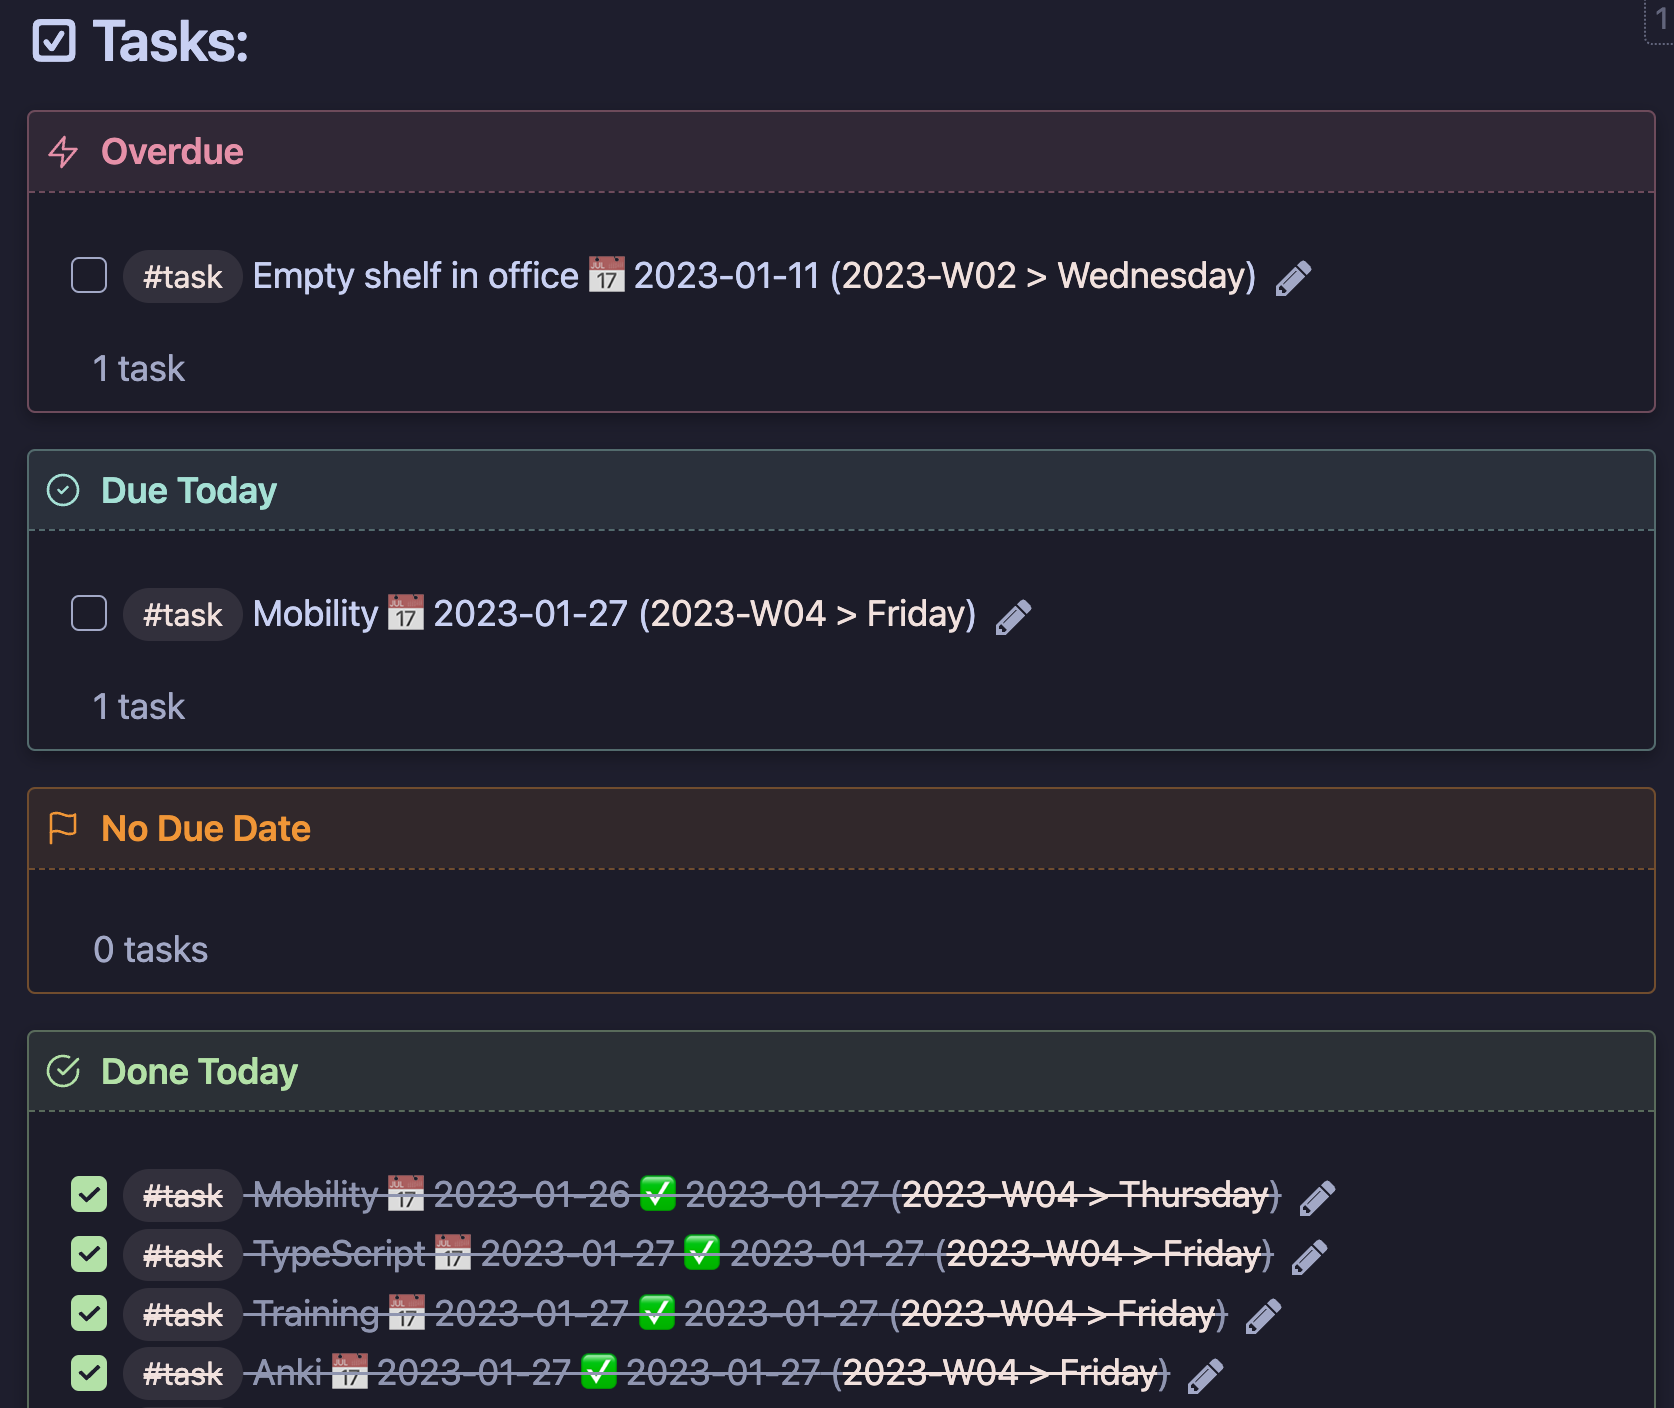 Tasks:
1
Overdue
#task Empty shelf in office 📅 2023-01-11 (2023-W02 > Wednesday)
1 task
Due Today
#task Mobility 📅 2023-01-27 (2023-W04 > Friday)
1 task
No Due Date
0 tasks
Done Today
#task Mobility 📅 2023-01-26 ✅ 2023-01-27 (2023-W04 > Thursday)
#task TypeScript 📅 2023-01-27 ✅ 2023-01-27 (2023-W04 > Friday)
#task Training 📅 2023-01-27 ✅ 2023-01-27 (2023-W04 > Friday)
#task Anki 📅 2023-01-27 ✅ 2023-01-27 (2023-W04 > Friday)